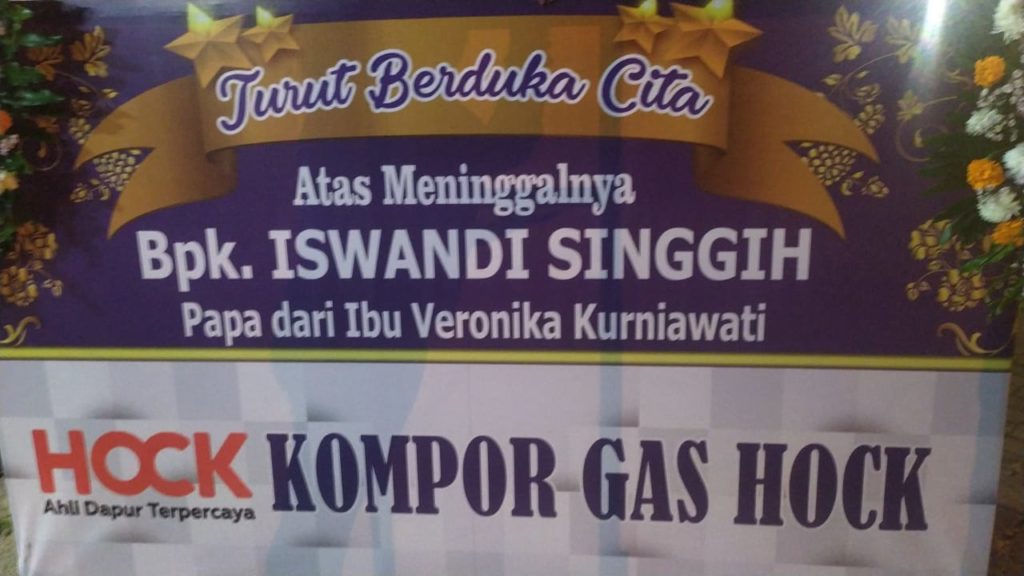 Turut Berduka Cita
Atas Meninggalnya
Bpk. ISWANDI SINGGIH
Papa dari Ibu Veronika Kurniawati
HOCK
Ahli Dapur Terpercaya
KOMPOR GAS HOCK